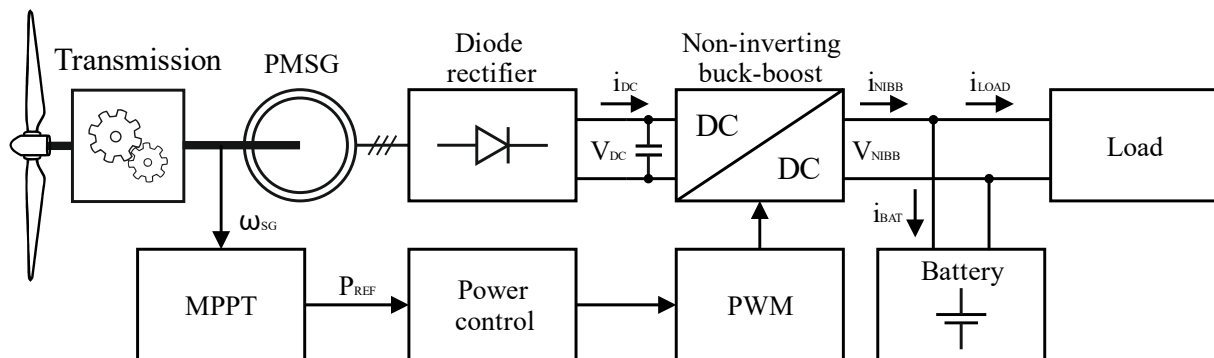 Transmission
PMSG
Diode
rectifier
Non-inverting
buck-boost
iDC
iNIBB
iLOAD
VDC
DC
DC
VNIBB
Load
iBAT
ωSG
MPPT
PREF
Power
control
PWM
Battery